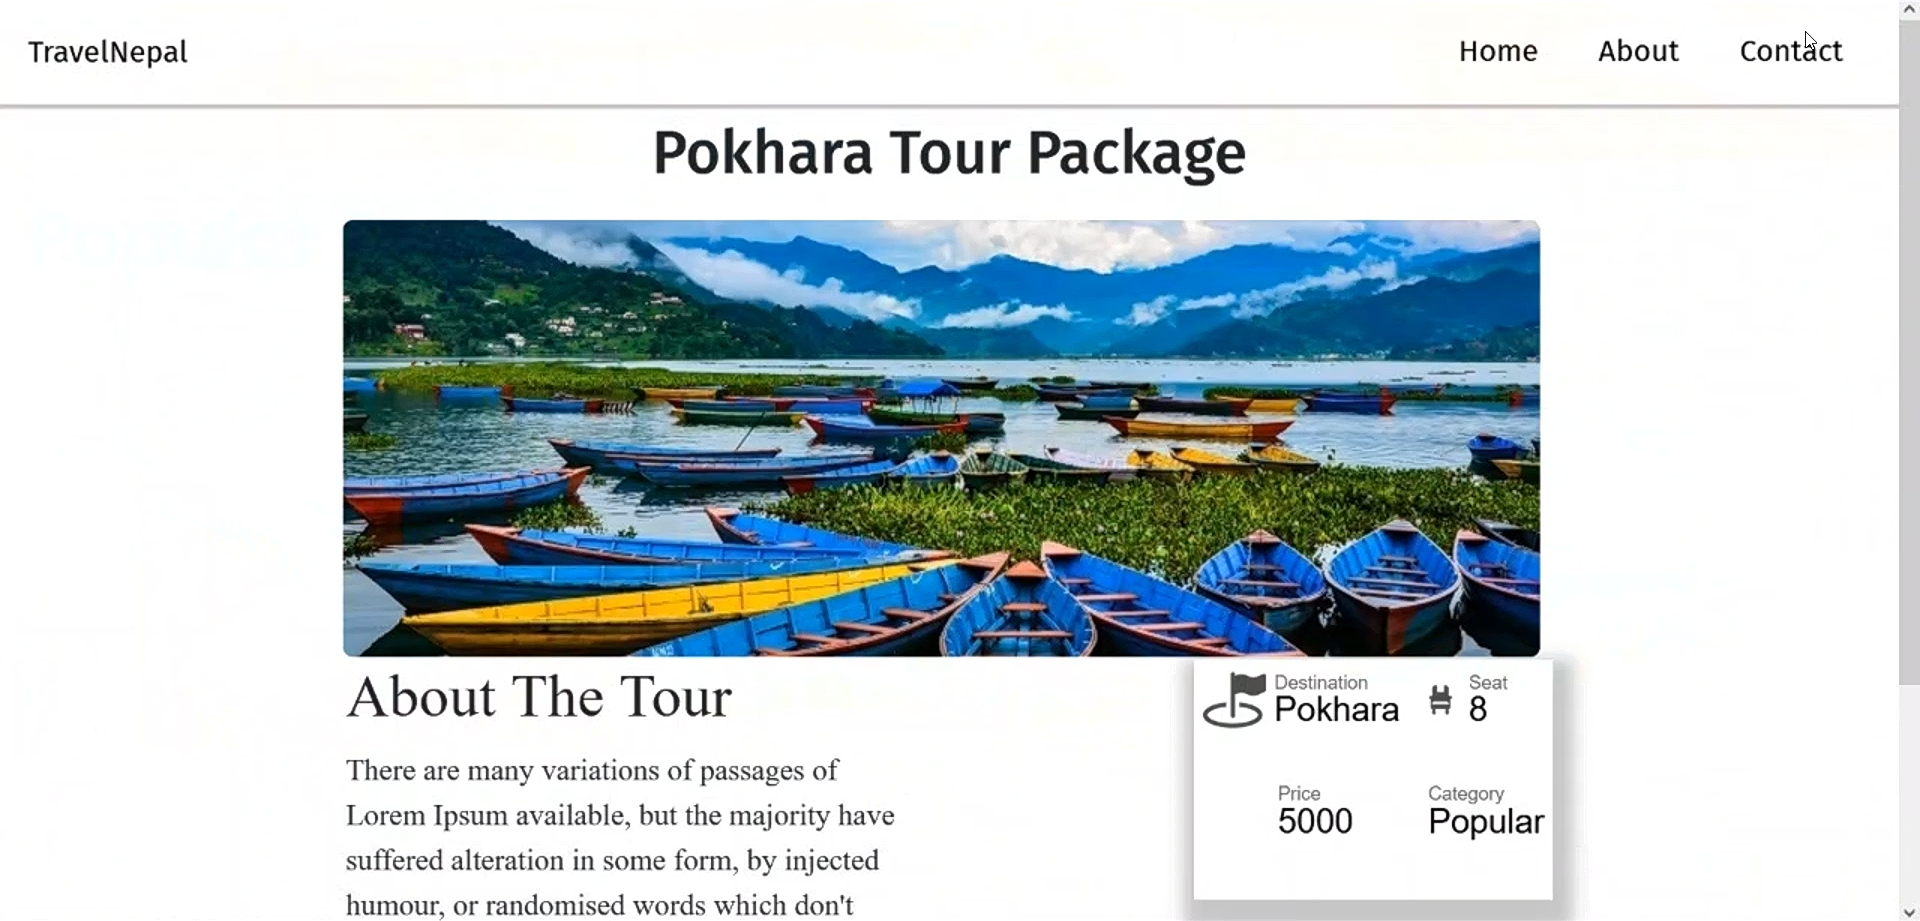 TravelNepal
Home About Contact
Pokhara Tour Package
About The Tour
There are many variations of passages of
Lorem Ipsum available, but the majority have
suffered alteration in some form, by injected
humour, or randomised words which don't
Destination
Pokhara
Seat
8
Price
5000
Category
Popular